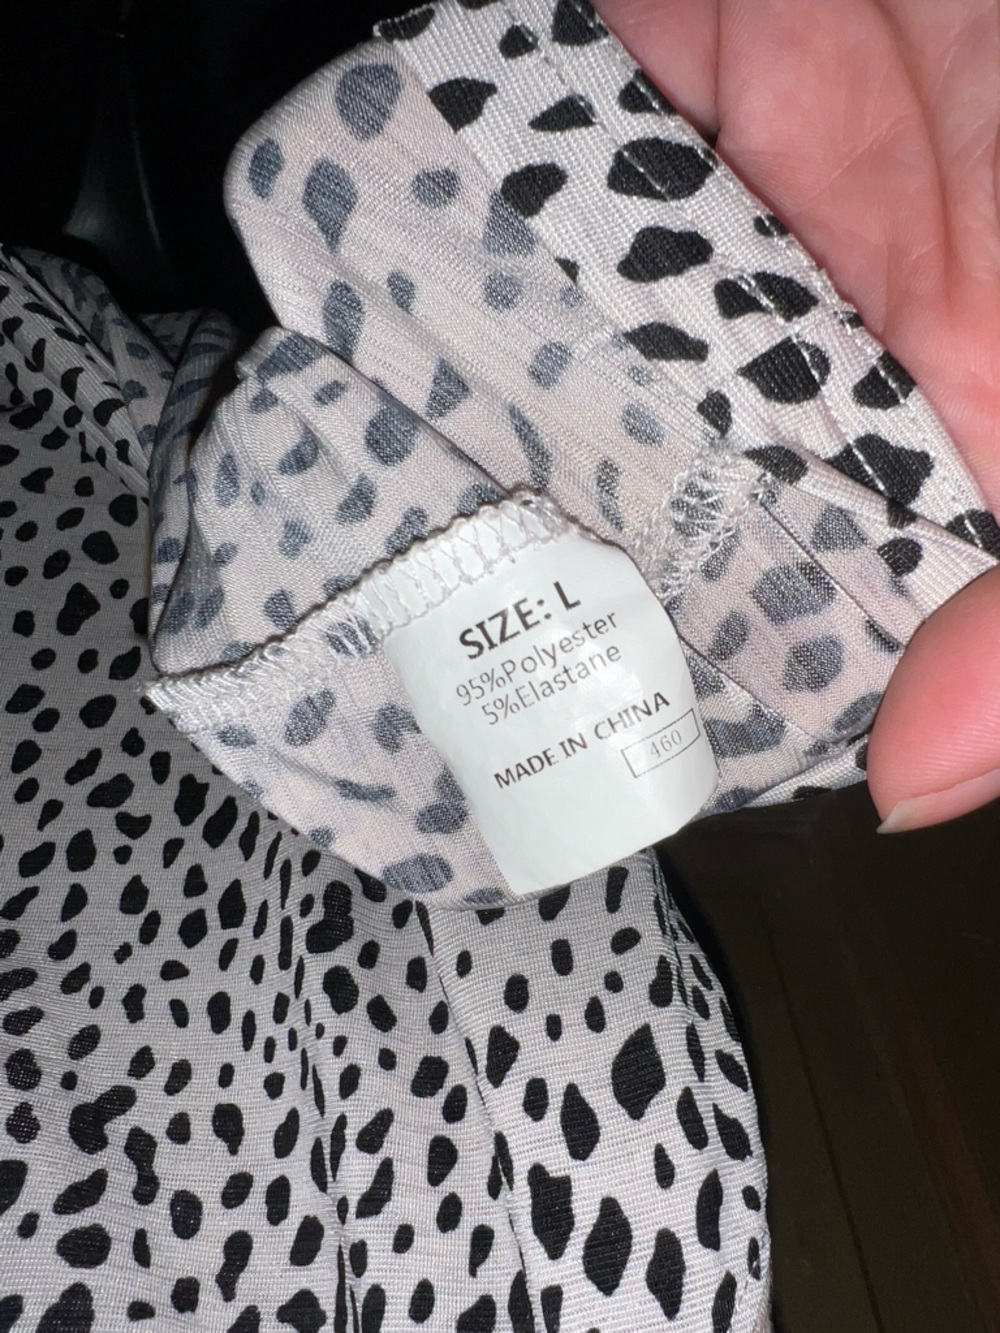 SIZE: L
95%Polyester
5%Elastane
MADE IN CHINA
460